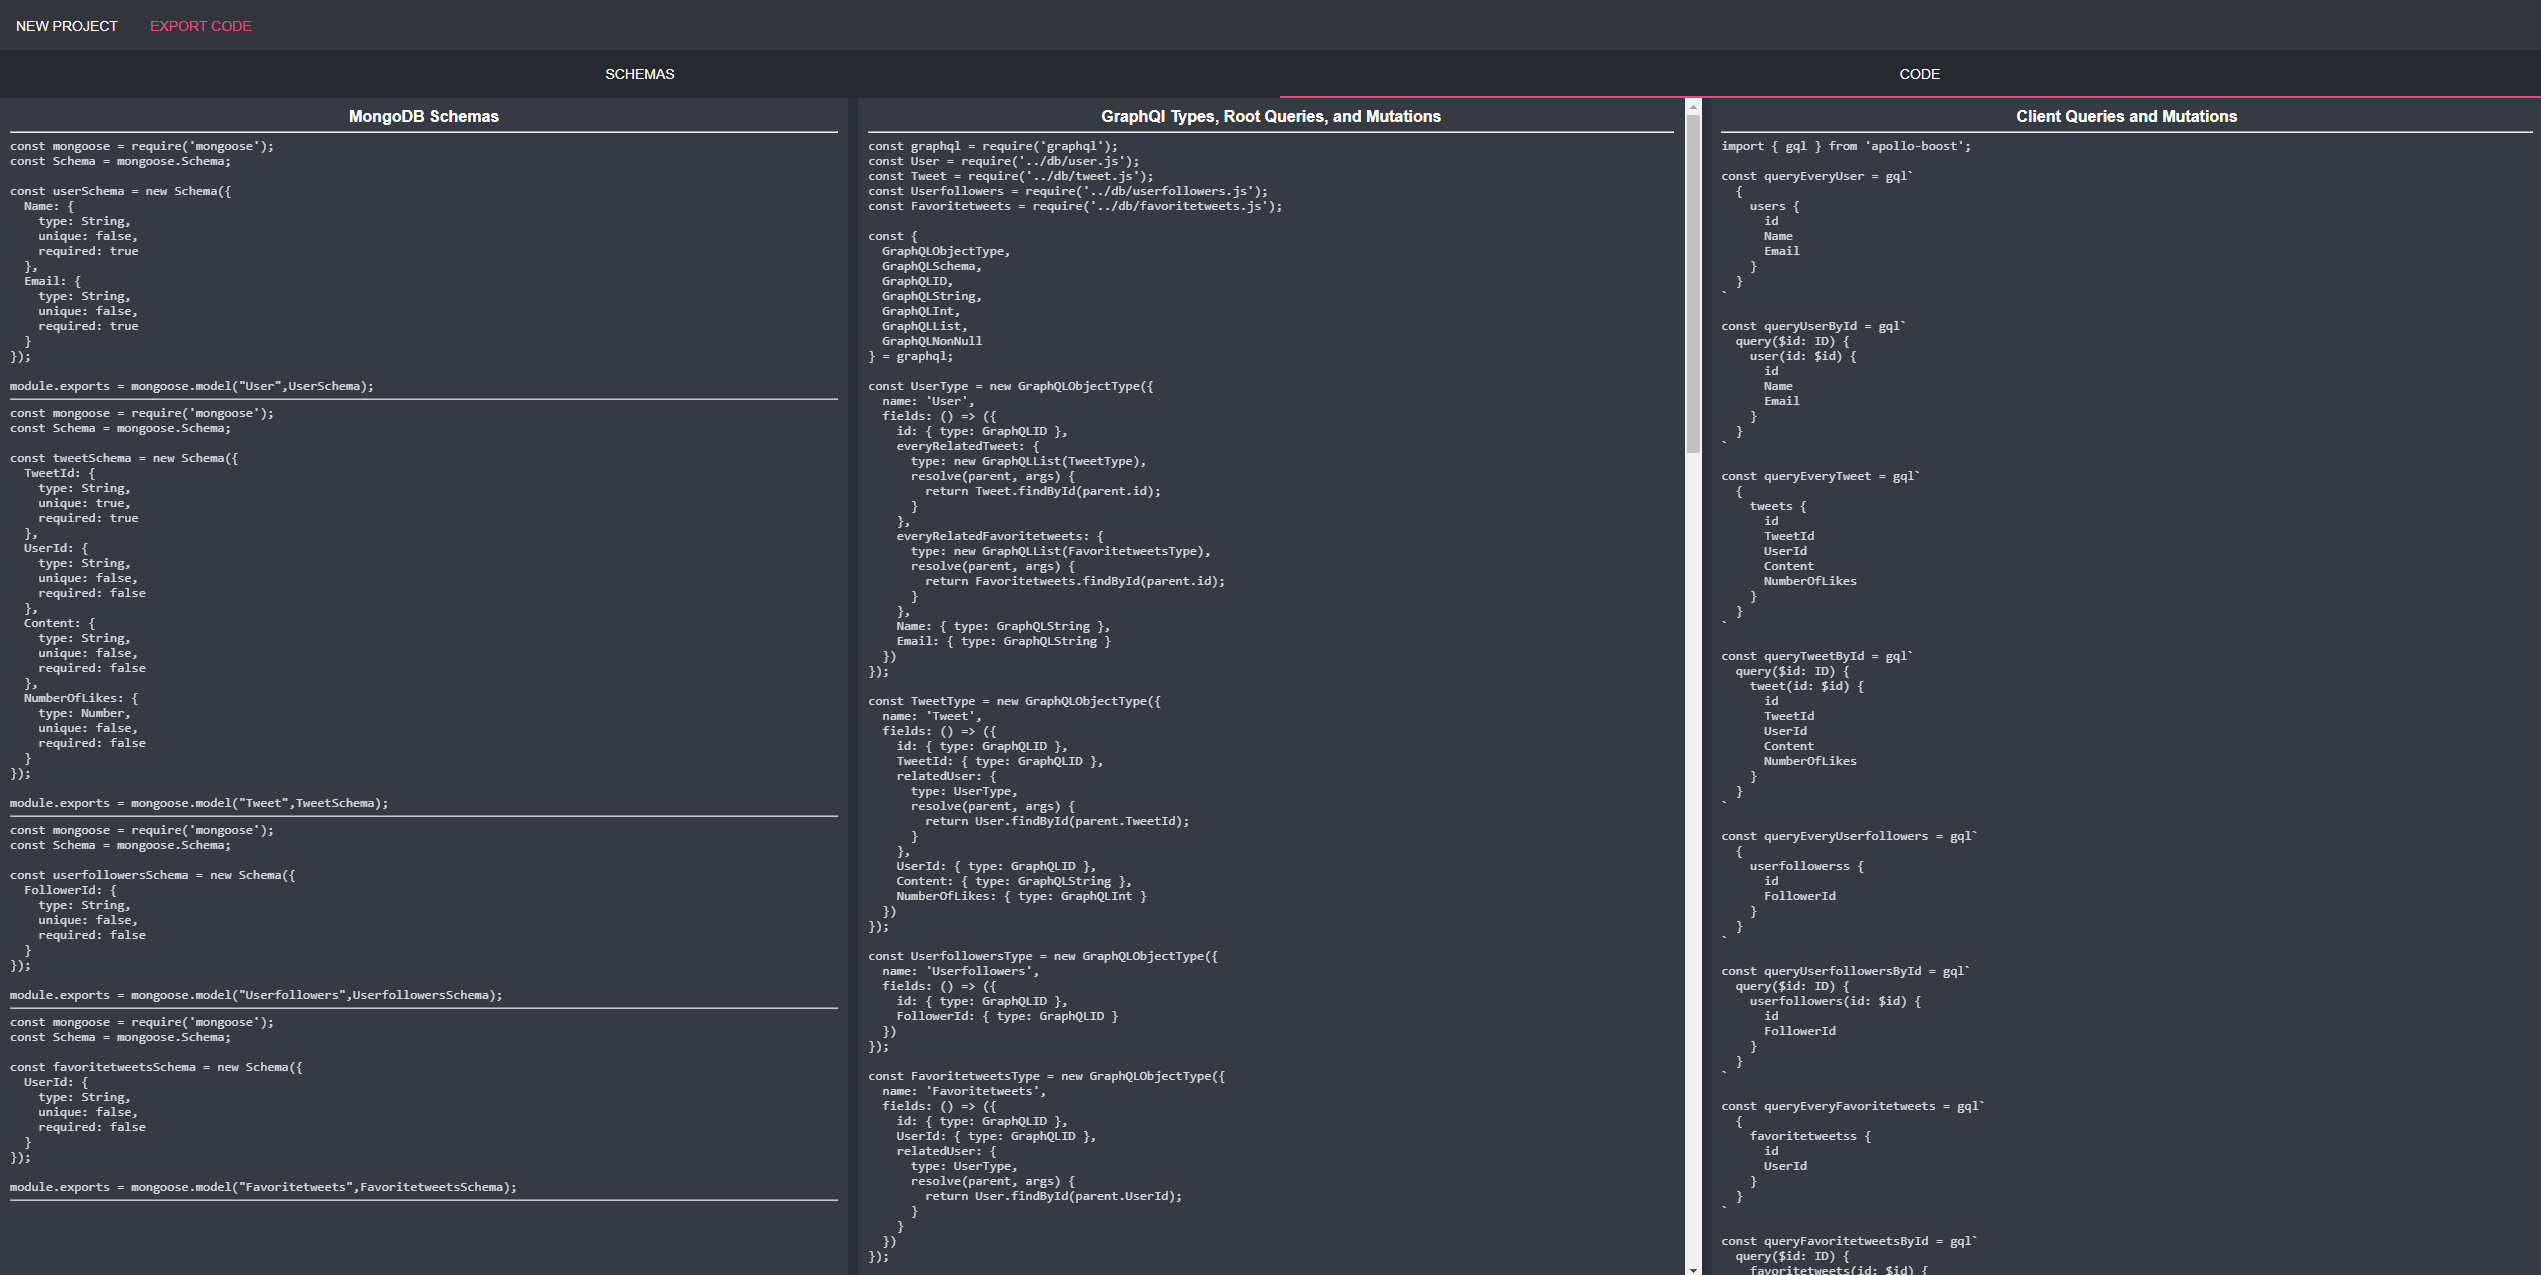 NEW PROJECT
EXPORT CODE
SCHEMAS
CODE
MongoDB Schemas
const mongoose = require('mongoose');
const Schema = mongoose.Schema;
const userSchema = new Schema({
Name: {
type: String,
unique: false,
required: true
},
Email: {
type: String,
unique: false,
required: true
}
});
module.exports = mongoose.model("User",UserSchema);
const mongoose = require('mongoose');
const Schema = mongoose.Schema;
const tweetSchema = new Schema({
TweetId: {
type: String,
unique: true,
required: true
},
UserId: {
type: String,
unique: false,
required: false
},
Content: {
type: String,
unique: false,
required: false
},
NumberOfLikes: {
type: Number,
unique: false,
required: false
}
});
module.exports = mongoose.model("Tweet",TweetSchema);
const mongoose = require('mongoose');
const Schema = mongoose.Schema;
const userfollowersSchema = new Schema({
FollowerId: {
type: String,
unique: false,
required: false
}
});
module.exports = mongoose.model("Userfollowers",UserfollowersSchema);
const mongoose = require('mongoose');
const Schema = mongoose.Schema;
const favoritetweetsSchema = new Schema({
UserId: {
type: String,
unique: false,
required: false
}
});
module.exports = mongoose.model("Favoritetweets",FavoritetweetsSchema);
GraphQl Types, Root Queries, and Mutations
const graphql = require('graphql');
const User = require('../db/user.js');
const Tweet = require('../db/tweet.js');
const Userfollowers = require('../db/userfollowers.js');
const Favoritetweets = require('../db/favoritetweets.js');
const {
GraphQLObjectType,
GraphQLSchema,
GraphQLID,
GraphQLString,
GraphQLInt,
GraphQLList,
GraphQLNonNull
} = graphql;
const UserType = new GraphQLObjectType({
name: 'User',
fields: () => ({
id: { type: GraphQLID },
everyRelatedTweet: {
type: new GraphQLList(TweetType),
resolve(parent, args) {
return Tweet.findById(parent.id);
}
},
everyRelatedFavoritetweets: {
type: new GraphQLList(FavoritetweetsType),
resolve(parent, args) {
return Favoritetweets.findById(parent.id);
}
},
Name: { type: GraphQLString },
Email: { type: GraphQLString }
})
});
const TweetType = new GraphQLObjectType({
name: 'Tweet',
fields: () => ({
id: { type: GraphQLID },
TweetId: { type: GraphQLID },
relatedUser: {
type: UserType,
resolve(parent, args) {
return User.findById(parent.TweetId);
}
},
UserId: { type: GraphQLID },
Content: { type: GraphQLString },
NumberOfLikes: { type: GraphQLInt }
})
});
const UserfollowersType = new GraphQLObjectType({
name: 'Userfollowers',
fields: () => ({
id: { type: GraphQLID },
FollowerId: { type: GraphQLID }
})
});
const FavoritetweetsType = new GraphQLObjectType({
name: 'Favoritetweets',
fields: () => ({
id: { type: GraphQLID },
UserId: { type: GraphQLID },
relatedUser: {
type: UserType,
resolve(parent, args) {
return User.findById(parent.UserId);
}
}
})
});
Client Queries and Mutations
import { gql } from 'apollo-boost';
const queryEveryUser = gql`
{
users {
id
Name
Email
}
}
`
const queryUserById = gql`
query($id: ID) {
user(id: $id) {
id
Name
Email
}
}
`
const queryEveryTweet = gql`
{
tweets {
id
TweetId
UserId
Content
NumberOfLikes
}
}
`
const queryTweetById = gql`
query($id: ID) {
tweet(id: $id) {
id
TweetId
UserId
Content
NumberOfLikes
}
}
`
const queryEveryUserfollowers = gql`
{
userfollowerss {
id
FollowerId
}
}
`
const queryUserfollowersById = gql`
query($id: ID) {
userfollowers(id: $id) {
id
FollowerId
}
}
`
const queryEveryFavoritetweets = gql`
{
favoritetweetss {
id
UserId
}
}
`
const queryFavoritetweetsById = gql`
query($id: ID) {
favoritetweets(id: $id) {